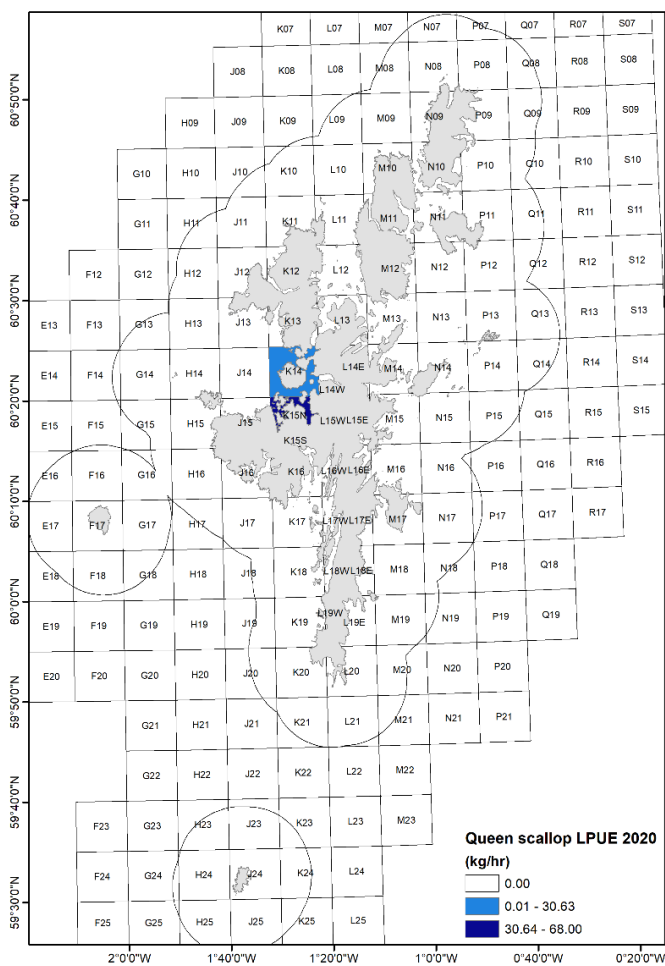 K07 L07 M07 N07 P07 Q07 R07 S07
J08 K08 L08 M08 N08 P08 Q08 R08 S08
60°50'0"N
H09 J09 K09 L09 M09 N09 P09 Q09 R09 S09
G10 H10 J10 K10 L10 M10 N10 P10 Q10 R10 S10
60°40'0"N
G11 H11 J11 K11 L11 M11 N11 P11 Q11 R11 S11
F12 G12 H12 J12 K12 L12 M12 N12 P12 Q12 R12 S12
60°30'0"N
E13 F13 G13 H13 J13 K13 L13 M13 N13 P13 Q13 R13 S13
E14 F14 G14 H14 J14 K14 L14E M14 N14 P14 Q14 R14 S14
L14W
60°20'0"N
E15 F15 G15 H15 J15 K15N L15W L15E M15 N15 P15 Q15 R15 S15
K15S
E16 F16 G16 H16 J16 K16 L16W L16E M16 N16 P16 Q16 R16
60°10'0"N
E17 F17 G17 H17 J17 K17 L17W L17E M17 N17 P17 Q17 R17
E18 F18 G18 H18 J18 K18 L18W L18E M18 N18 P18 Q18
60°0'0"N
L19W
E19 F19 G19 H19 J19 K19 L19E M19 N19 P19 Q19
E20 F20 G20 H20 J20 K20 L20 M20 N20 P20
59°50'0"N
G21 H21 J21 K21 L21 M21 N21 P21
G22 H22 J22 K22 L22 M22
59°40'0"N
F23 G23 H23 J23 K23 L23 M23
F24 G24 H24 J24 K24 L24
59°30'0"N
F25 G25 H25 J25 K25 L25
Queen scallop LPUE 2020
(kg/hr)
0.00
0.01 - 30.63
30.64 - 68.00
2°0'0"W 1°40'0"W 1°20'0"W 1°0'0"W 0°40'0"W 0°20'0"W